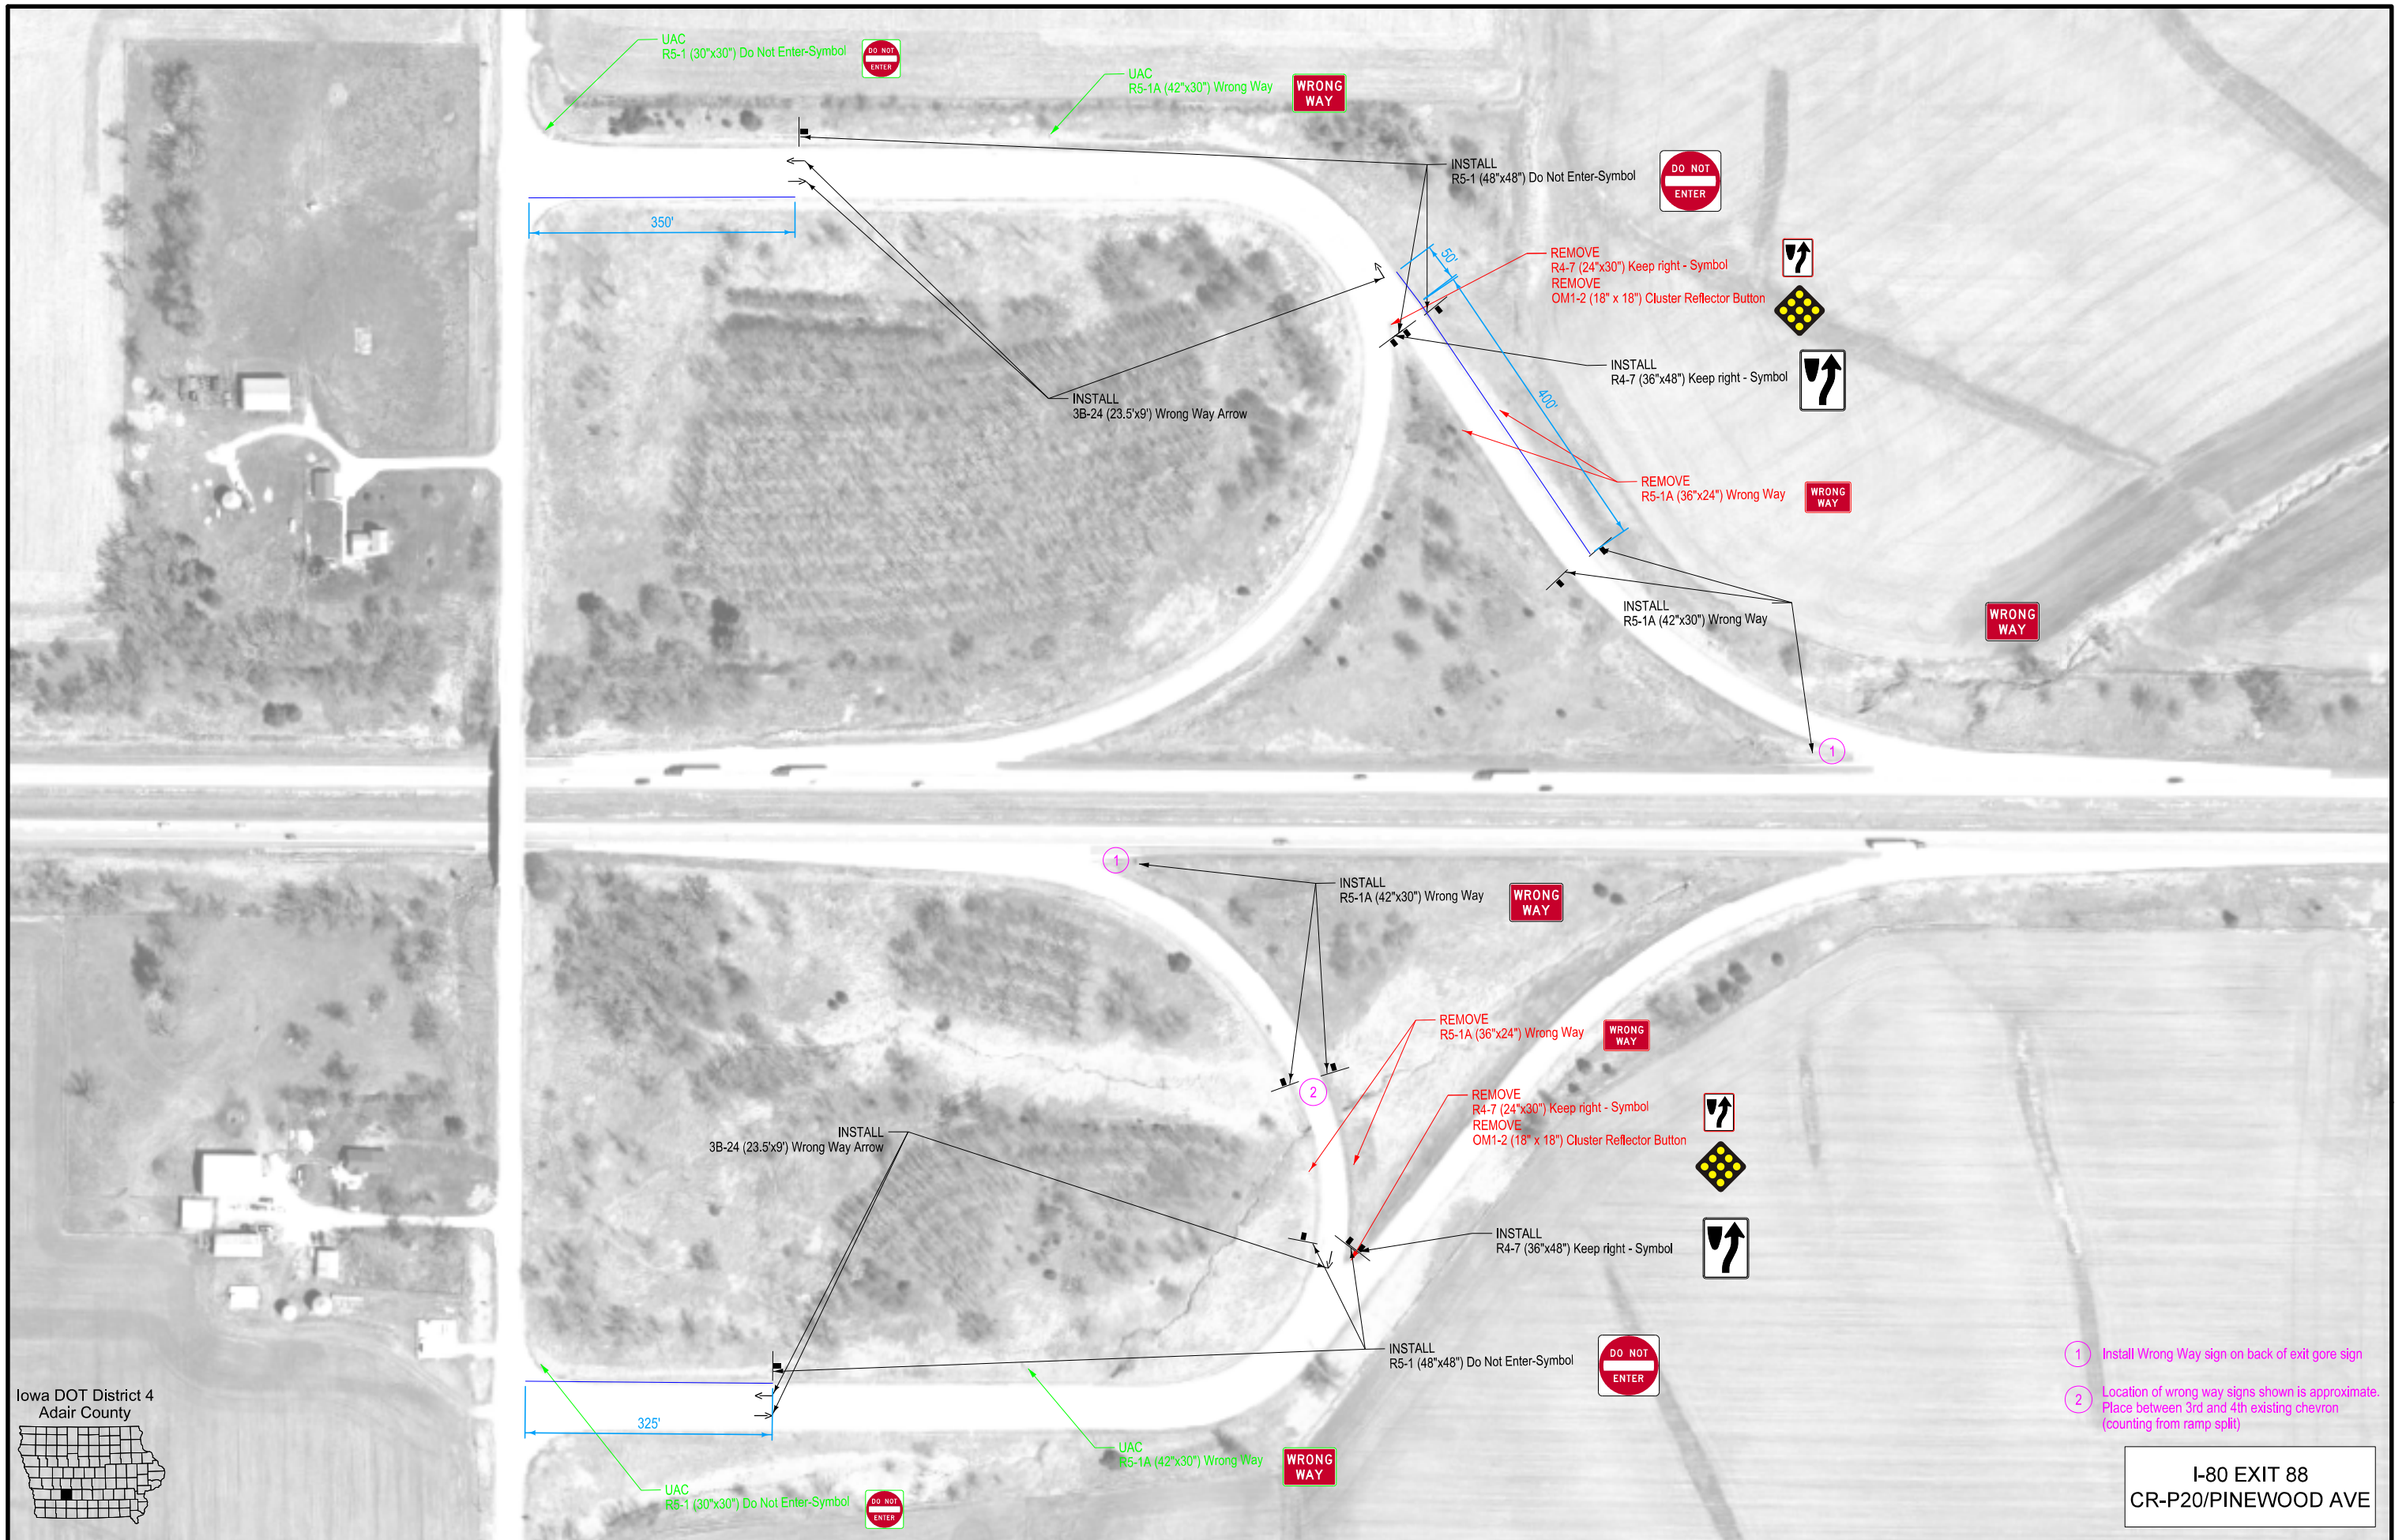 UAC
R5-1 (30"x30") Do Not Enter-Symbol
DO NOT
ENTER
UAC
R5-1A (42"x30") Wrong Way
WRONG
WAY
INSTALL
R5-1 (48"x48") Do Not Enter-Symbol
DO NOT
ENTER
350'
50'
REMOVE
R4-7 (24"x30") Keep right - Symbol
REMOVE
OM1-2 (18" x 18") Cluster Reflector Button
INSTALL
R4-7 (36"x48") Keep right - Symbol
INSTALL
3B-24 (23.5'x9') Wrong Way Arrow
400'
REMOVE
R5-1A (36"x24") Wrong Way
WRONG
WAY
INSTALL
R5-1A (42"x30") Wrong Way
WRONG
WAY
1
1
INSTALL
R5-1A (42"x30") Wrong Way
WRONG
WAY
REMOVE
R5-1A (36"x24") Wrong Way
WRONG
WAY
2
REMOVE
R4-7 (24"x30") Keep right - Symbol
REMOVE
OM1-2 (18" x 18") Cluster Reflector Button
INSTALL
3B-24 (23.5'x9') Wrong Way Arrow
INSTALL
R4-7 (36"x48") Keep right - Symbol
INSTALL
R5-1 (48"x48") Do Not Enter-Symbol
DO NOT
ENTER
325'
UAC
R5-1A (42"x30") Wrong Way
WRONG
WAY
UAC
R5-1 (30"x30") Do Not Enter-Symbol
DO NOT
ENTER
1 Install Wrong Way sign on back of exit gore sign
2 Location of wrong way signs shown is approximate.
Place between 3rd and 4th existing chevron
(counting from ramp split)
Iowa DOT District 4
Adair County
I-80 EXIT 88
CR-P20/PINEWOOD AVE